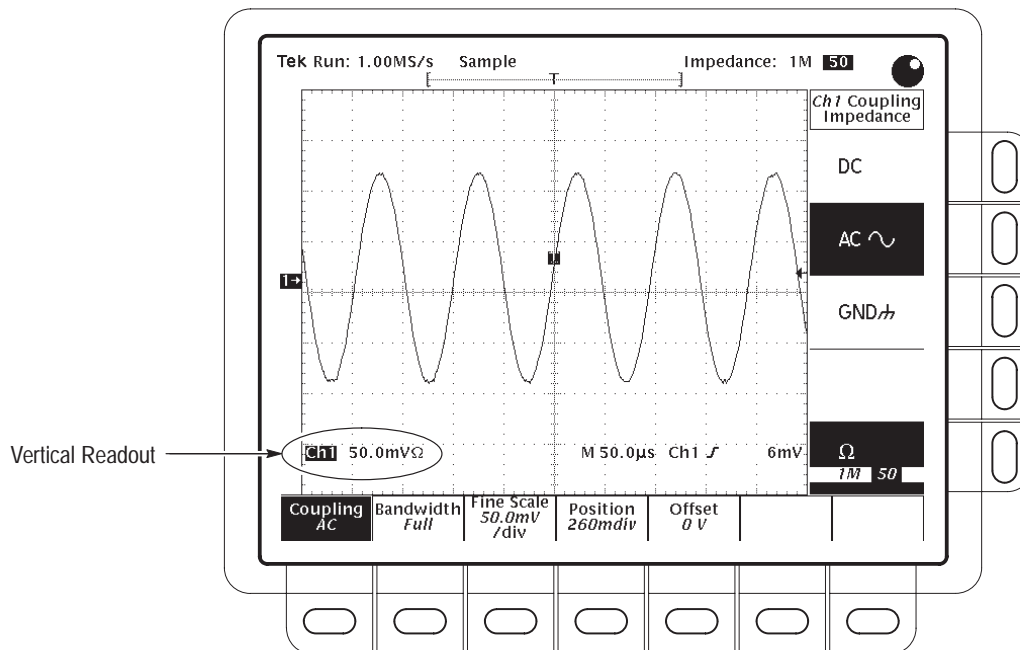 Tek Run: 1.00MS/s Sample Impedance: 1M 50
T
Ch1 Coupling
Impedance
DC
AC
1
GND
Vertical Readout
Ch1 50.0mVΩ M 50.0µs Ch1 6mV
Ω
1M 50
Coupling
AC
Bandwidth
Full
Fine Scale
50.0mV
/div
Position
260mdiv
Offset
0 V